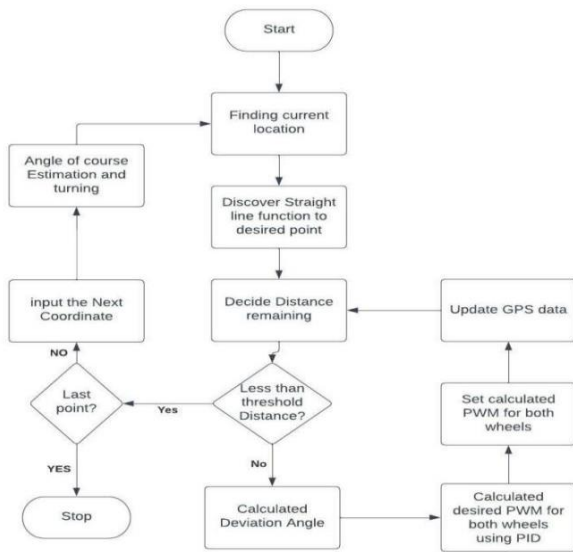 Start
Finding current
location
Angle of course
Estimation and
turning
Discover Straight
line function to
desired point
input the Next
Coordinate
Decide Distance
remaining
Update GPS data
NO
Last
point?
Yes
Less than
threshold
Distance?
Set calculated
PWM for both
wheels
YES
No
Stop
Calculated
Deviation Angle
Calculated
desired PWM for
both wheels
using PID